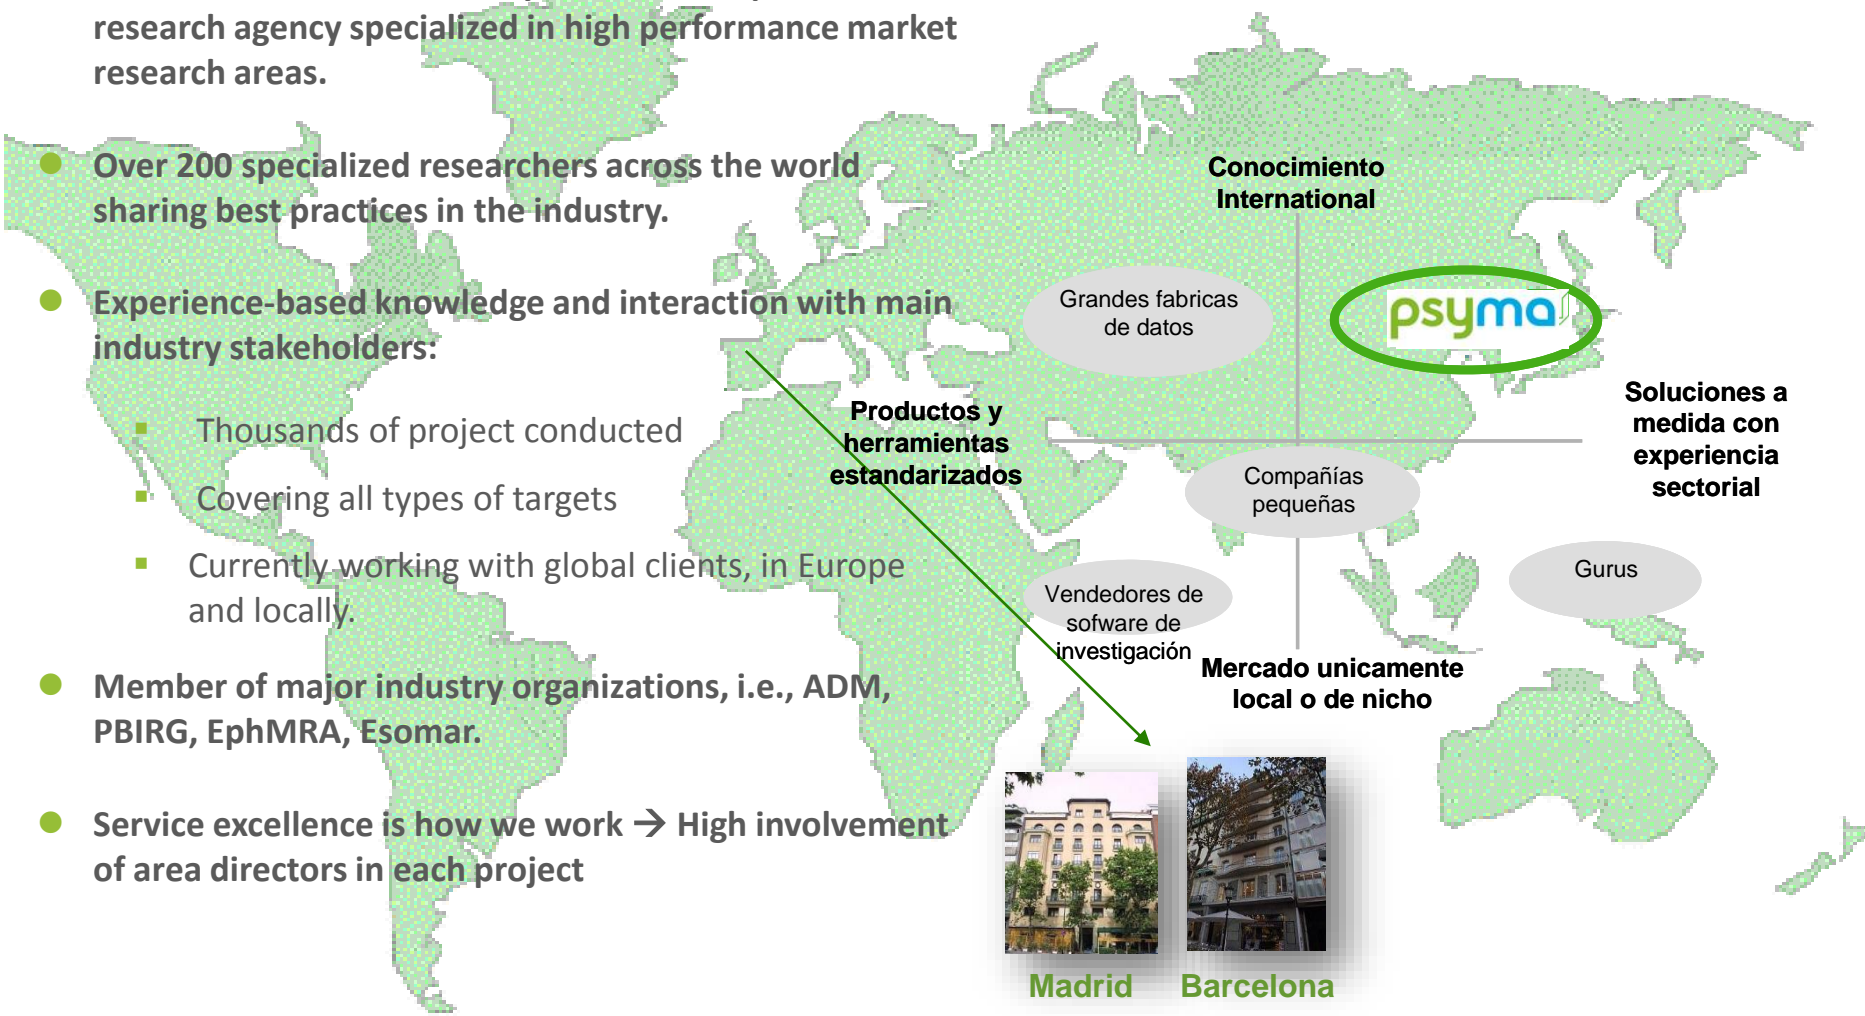 research agency specialized in high performance market
research areas.
Over 200 specialized researchers across the world
sharing best practices in the industry.
Experience-based knowledge and interaction with main
industry stakeholders:
Thousands of project conducted
Covering all types of targets
Currently working with global clients, in Europe
and locally.
Member of major industry organizations, i.e., ADM,
PBIRG, EphMRA, Esomar.
Service excellence is how we work → High involvement
of area directors in each project
Conocimiento
International
Grandes fabricas
de datos
psyma
Productos y
herramientas
estandarizados
Soluciones a
medida con
experiencia
sectorial
Compañías
pequeñas
Gurus
Vendedores de
sofware de
investigación
Mercado unicamente
local o de nicho
Madrid
Barcelona